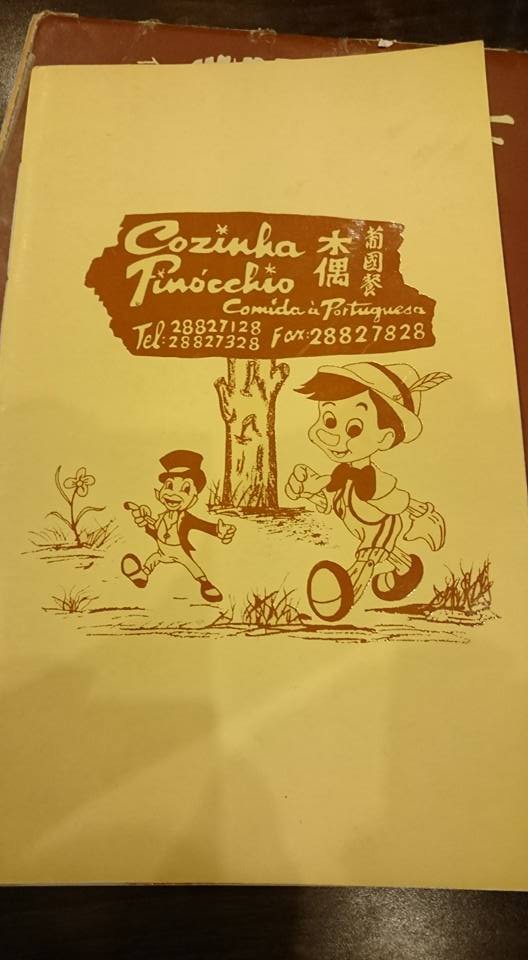 Cozinha
Pinócchio
木偶
葡國餐
Comida à Portuguesa
Tel: 28827128
28827328
Fax: 28827828